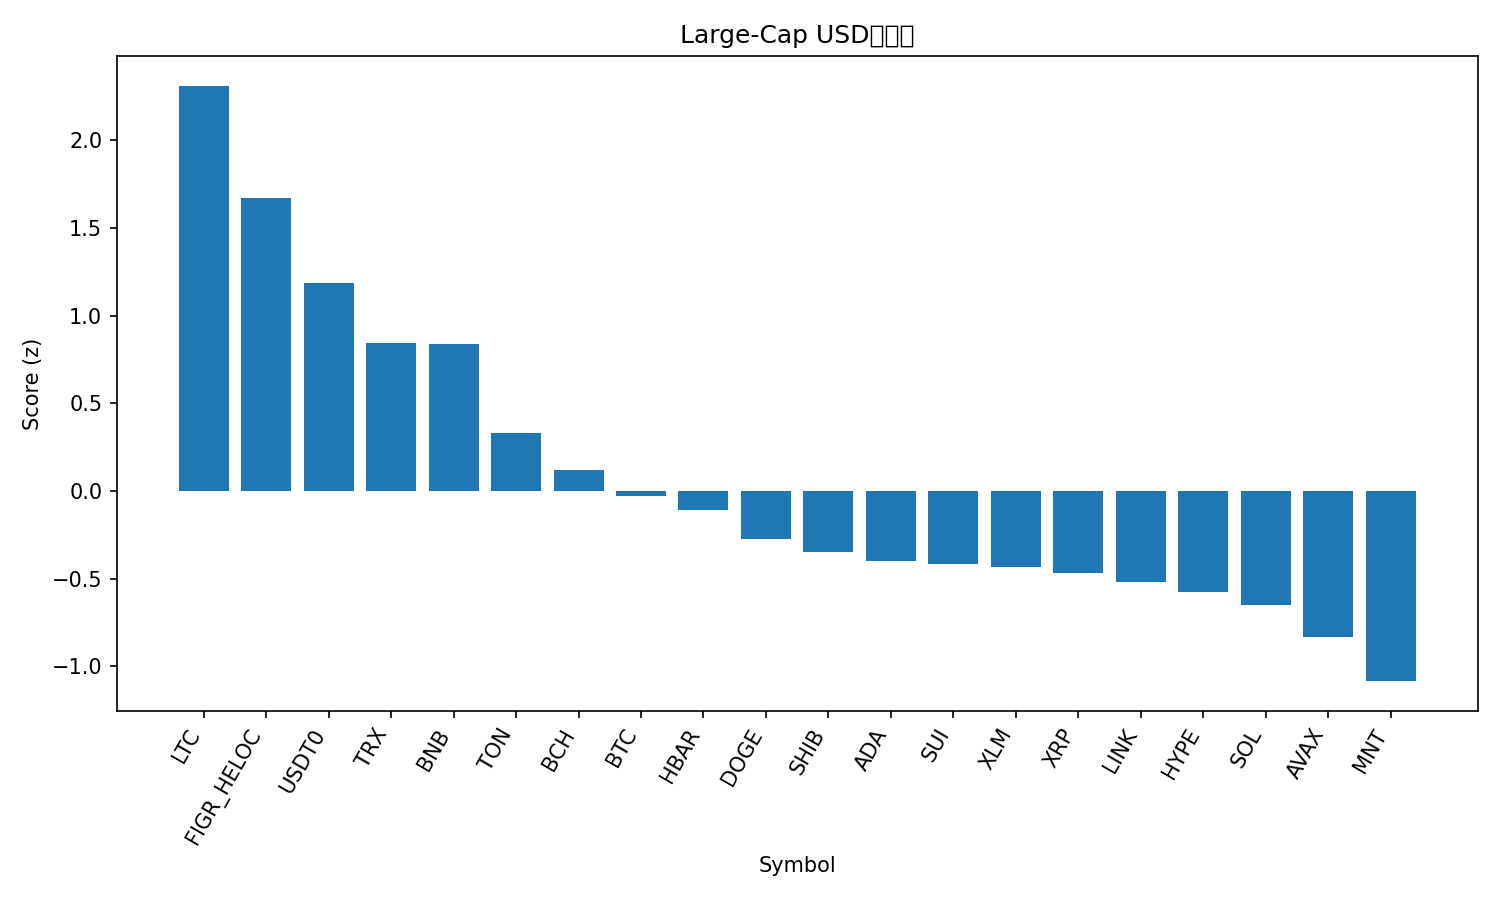 Large-Cap USD
Score (z)
2.0
1.5
1.0
0.5
0.0
−0.5
−1.0
LTC
FIGR_HELOC
USDT0
TRX
BNB
TON
BCH
BTC
HBAR
DOGE
SHIB
ADA
SUI
XLM
XRP
LINK
HYPE
SOL
AVAX
MNT
Symbol